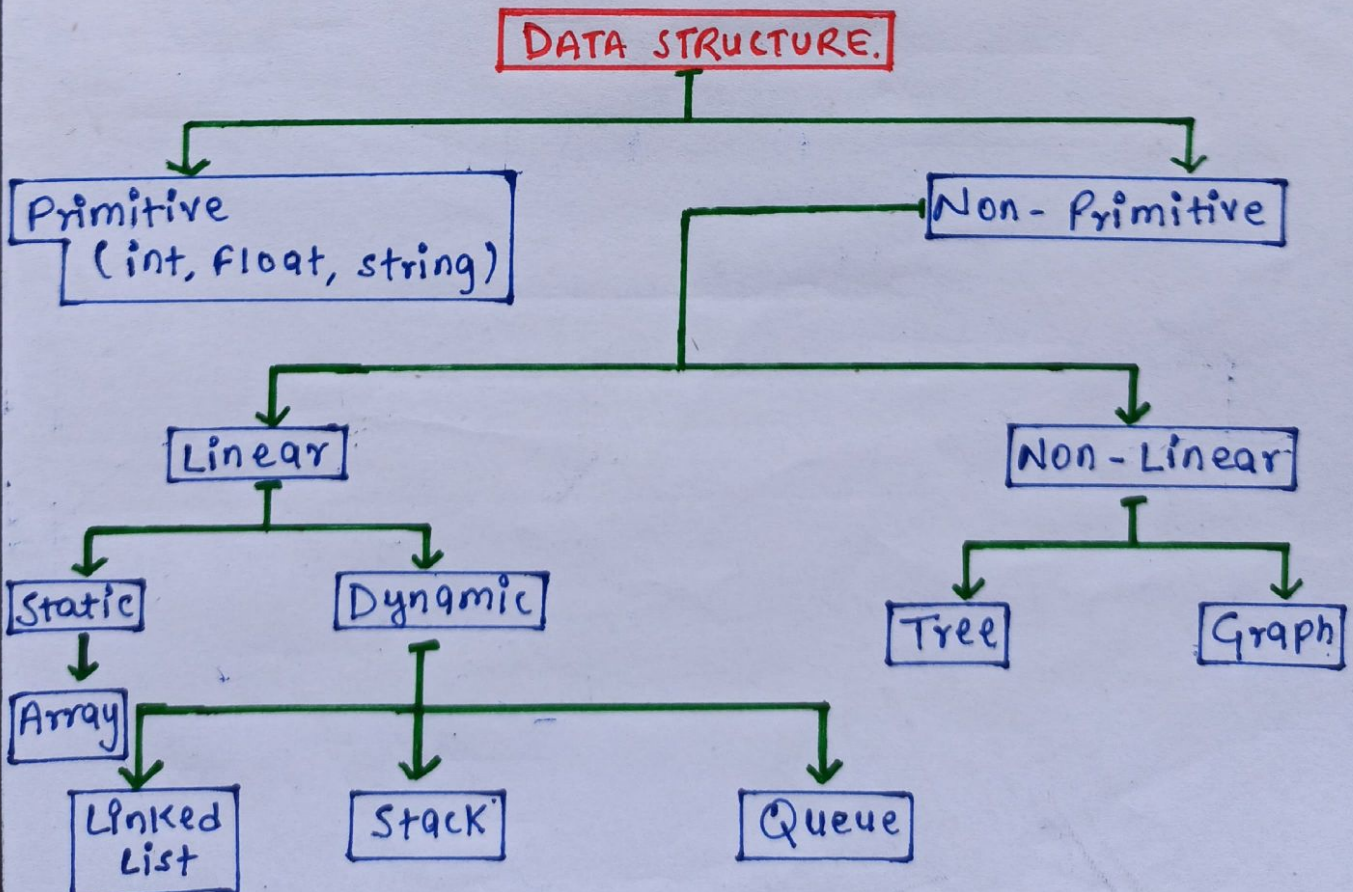 DATA STRUCTURE.
Primitive
(int, float, string)
Non-Primitive
Linear
Non-Linear
Static
Dynamic
Tree
Graph
Array
Linked
List
Stack
Queue